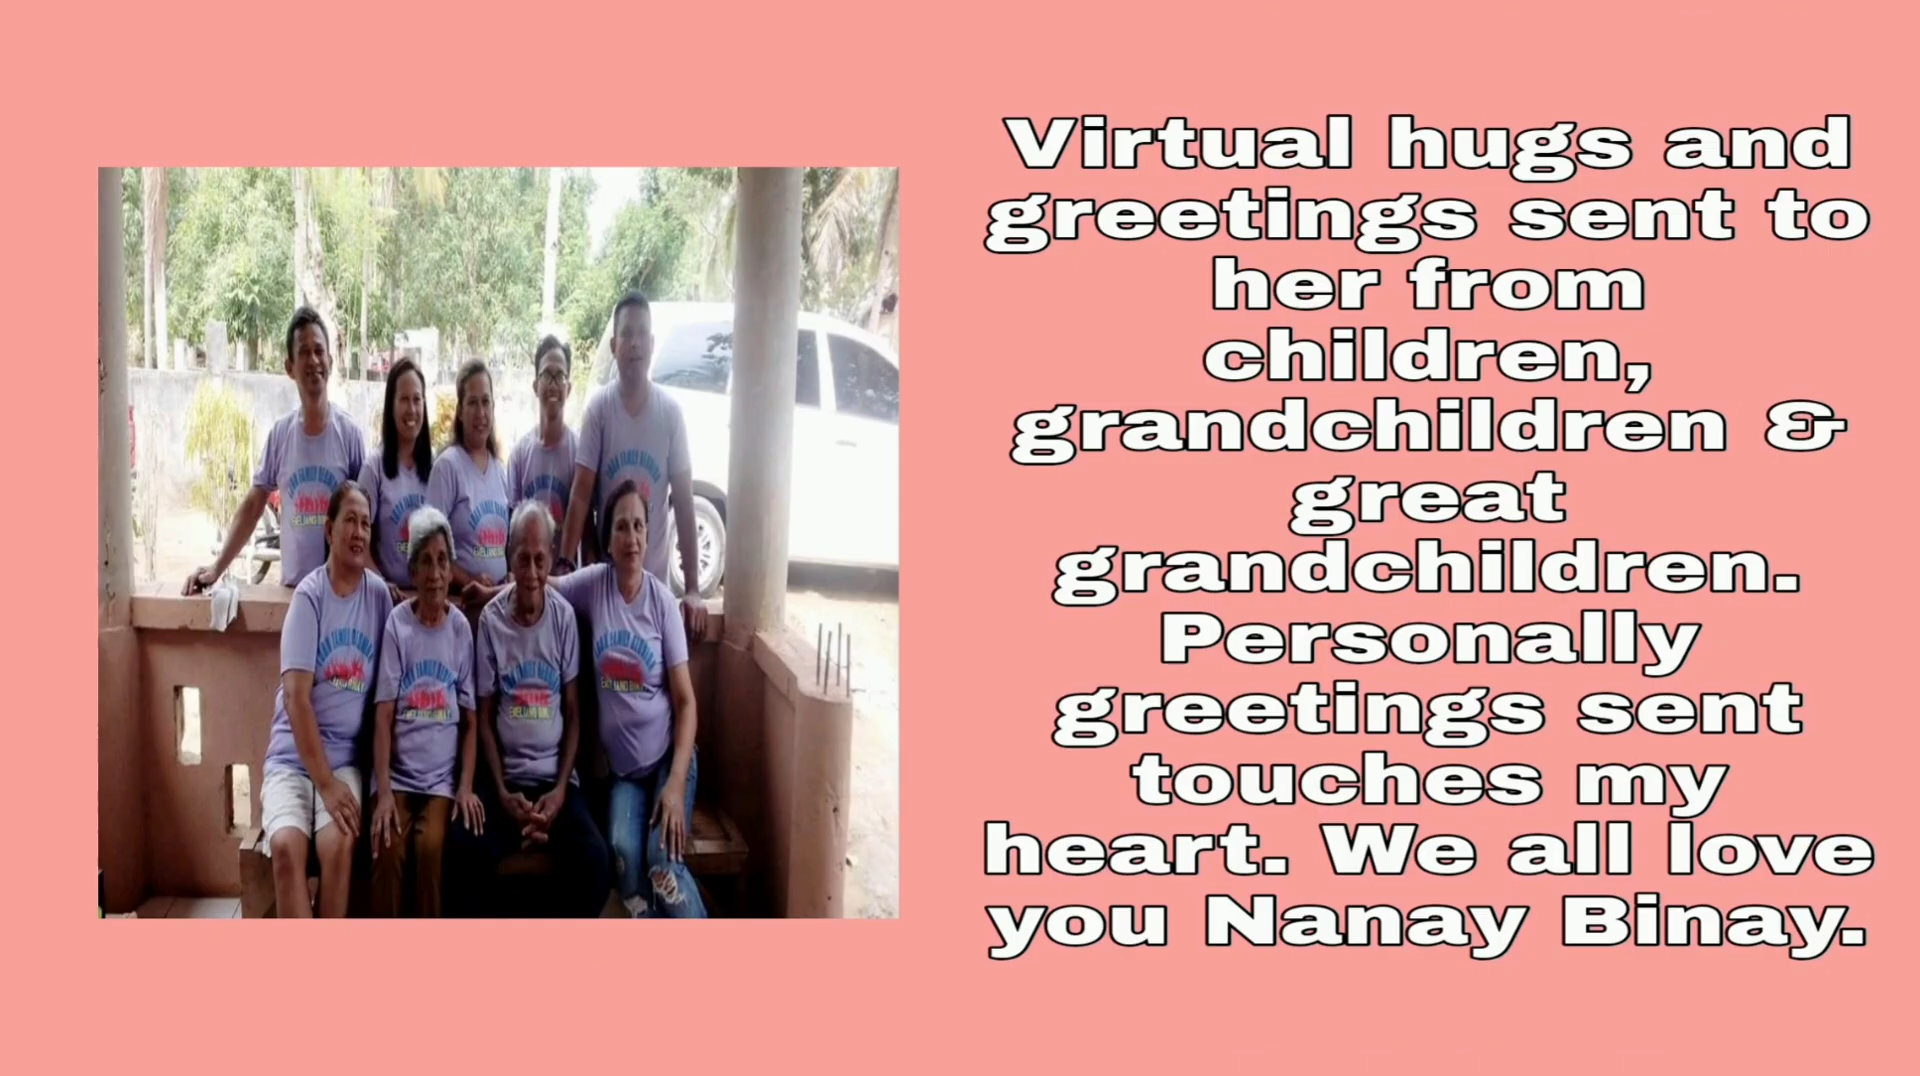 Virtual hugs and
greetings sent to
her from
children,
grandchildren &
great
grandchildren.
Personally
greetings sent
touches my
heart. We all love
you Nanay Binay.
FAMILY